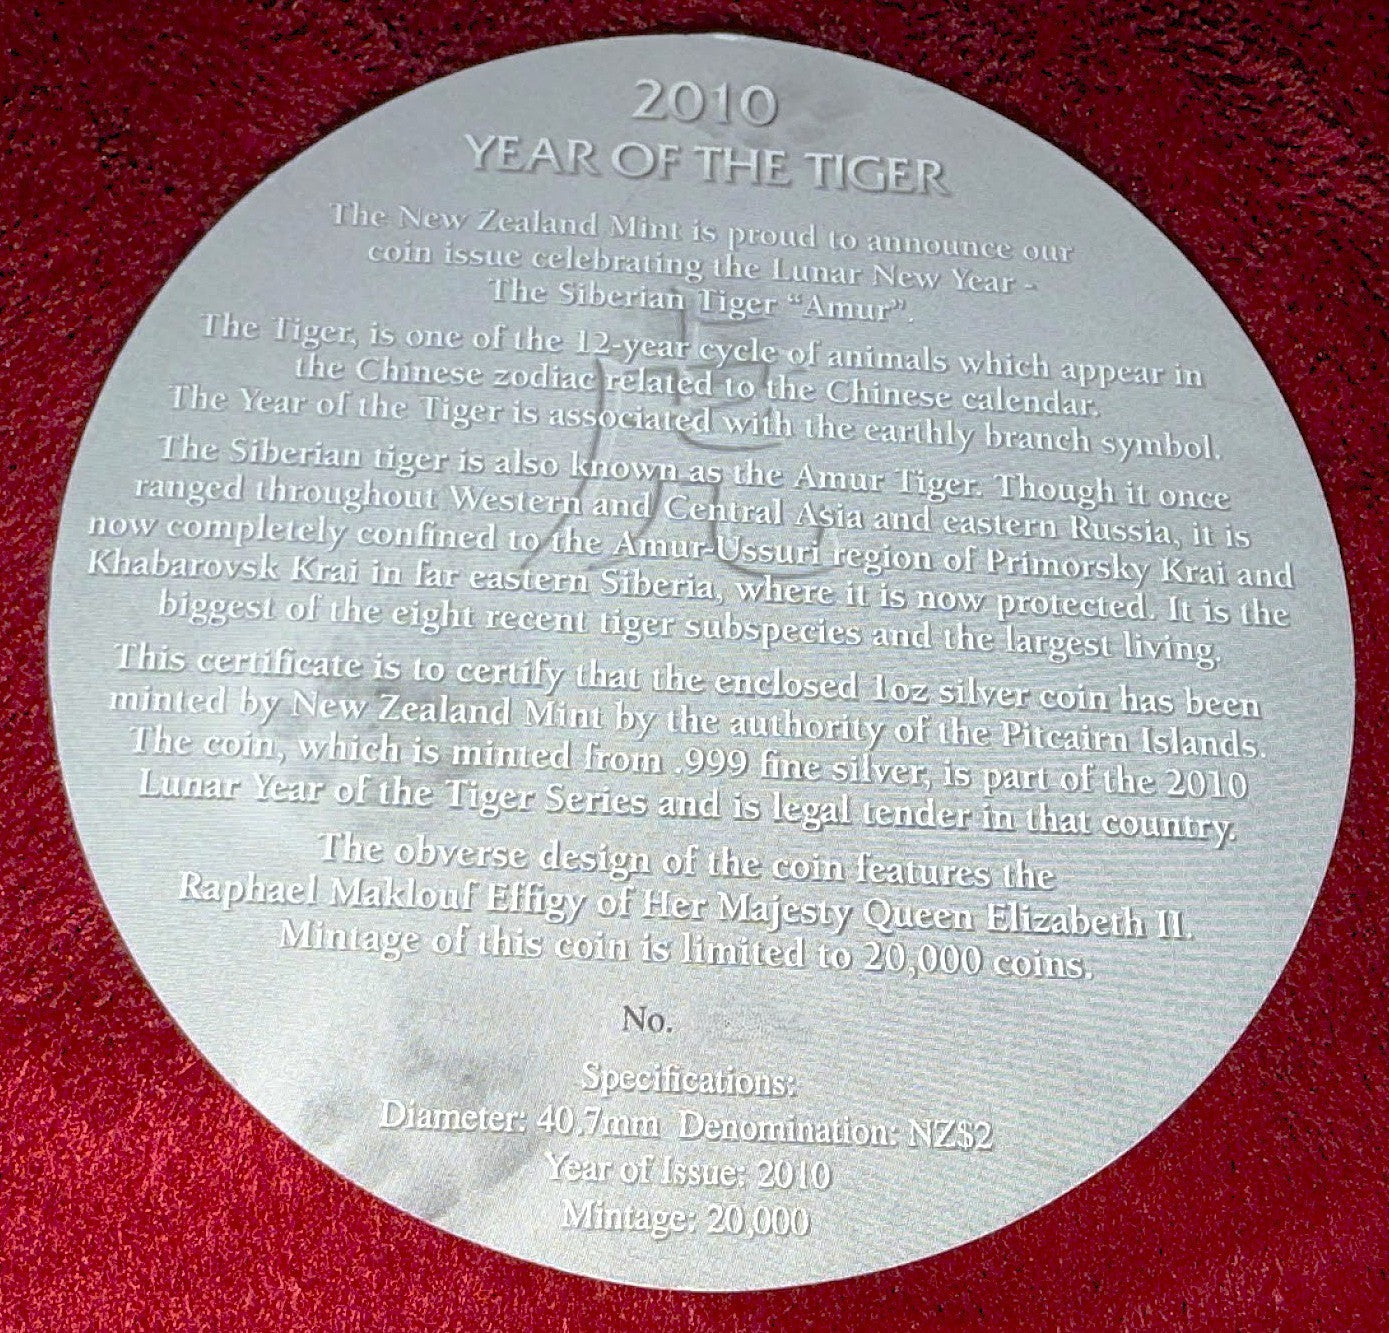 2010
YEAR OF THE TIGER
The New Zealand Mint is proud to announce our
coin issue celebrating the Lunar New Year -
The Siberian Tiger “Amur”.
The Tiger, is one of the 12-year cycle of animals which appear in
the Chinese zodiac related to the Chinese calendar.
The Year of the Tiger is associated with the earthly branch symbol.
虎
The Siberian tiger is also known as the Amur Tiger. Though it once
ranged throughout Western and Central Asia and eastern Russia, it is
now completely confined to the Amur-Ussuri region of Primorsky Krai and
Khabarovsk Krai in far eastern Siberia, where it is now protected. It is the
biggest of the eight recent tiger subspecies and the largest living.
This certificate is to certify that the enclosed 1oz silver coin has been
minted by New Zealand Mint by the authority of the Pitcairn Islands.
The coin, which is minted from .999 fine silver, is part of the 2010
Lunar Year of the Tiger Series and is legal tender in that country.
The obverse design of the coin features the
Raphael Maklouf Effigy of Her Majesty Queen Elizabeth II.
Mintage of this coin is limited to 20,000 coins.
No.
Specifications:
Diameter: 40.7mm Denomination: NZ$2
Year of Issue: 2010
Mintage: 20,000